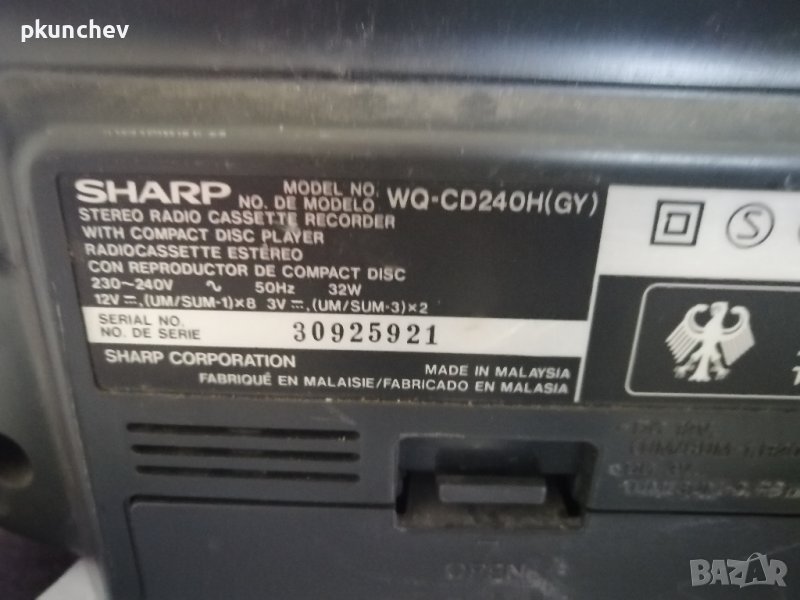 pkunchev
SHARP MODEL NO. NO. DE MODELO WQ-CD240H(GY)
STEREO RADIO CASSETTE RECORDER
WITH COMPACT DISC PLAYER
RADIOCASSETTE ESTÉREO
CON REPRODUCTOR DE COMPACT DISC
230~240V ∿ 50Hz 32W
12V ⎓, (UM/SUM-1)×8 3V ⎓, (UM/SUM-3)×2
SERIAL NO.
NO. DE SERIE 30925921
SHARP CORPORATION MADE IN MALAYSIA
FABRIQUÉ EN MALAISIE/FABRICADO EN MALASIA
S
OPEN
BAZAR